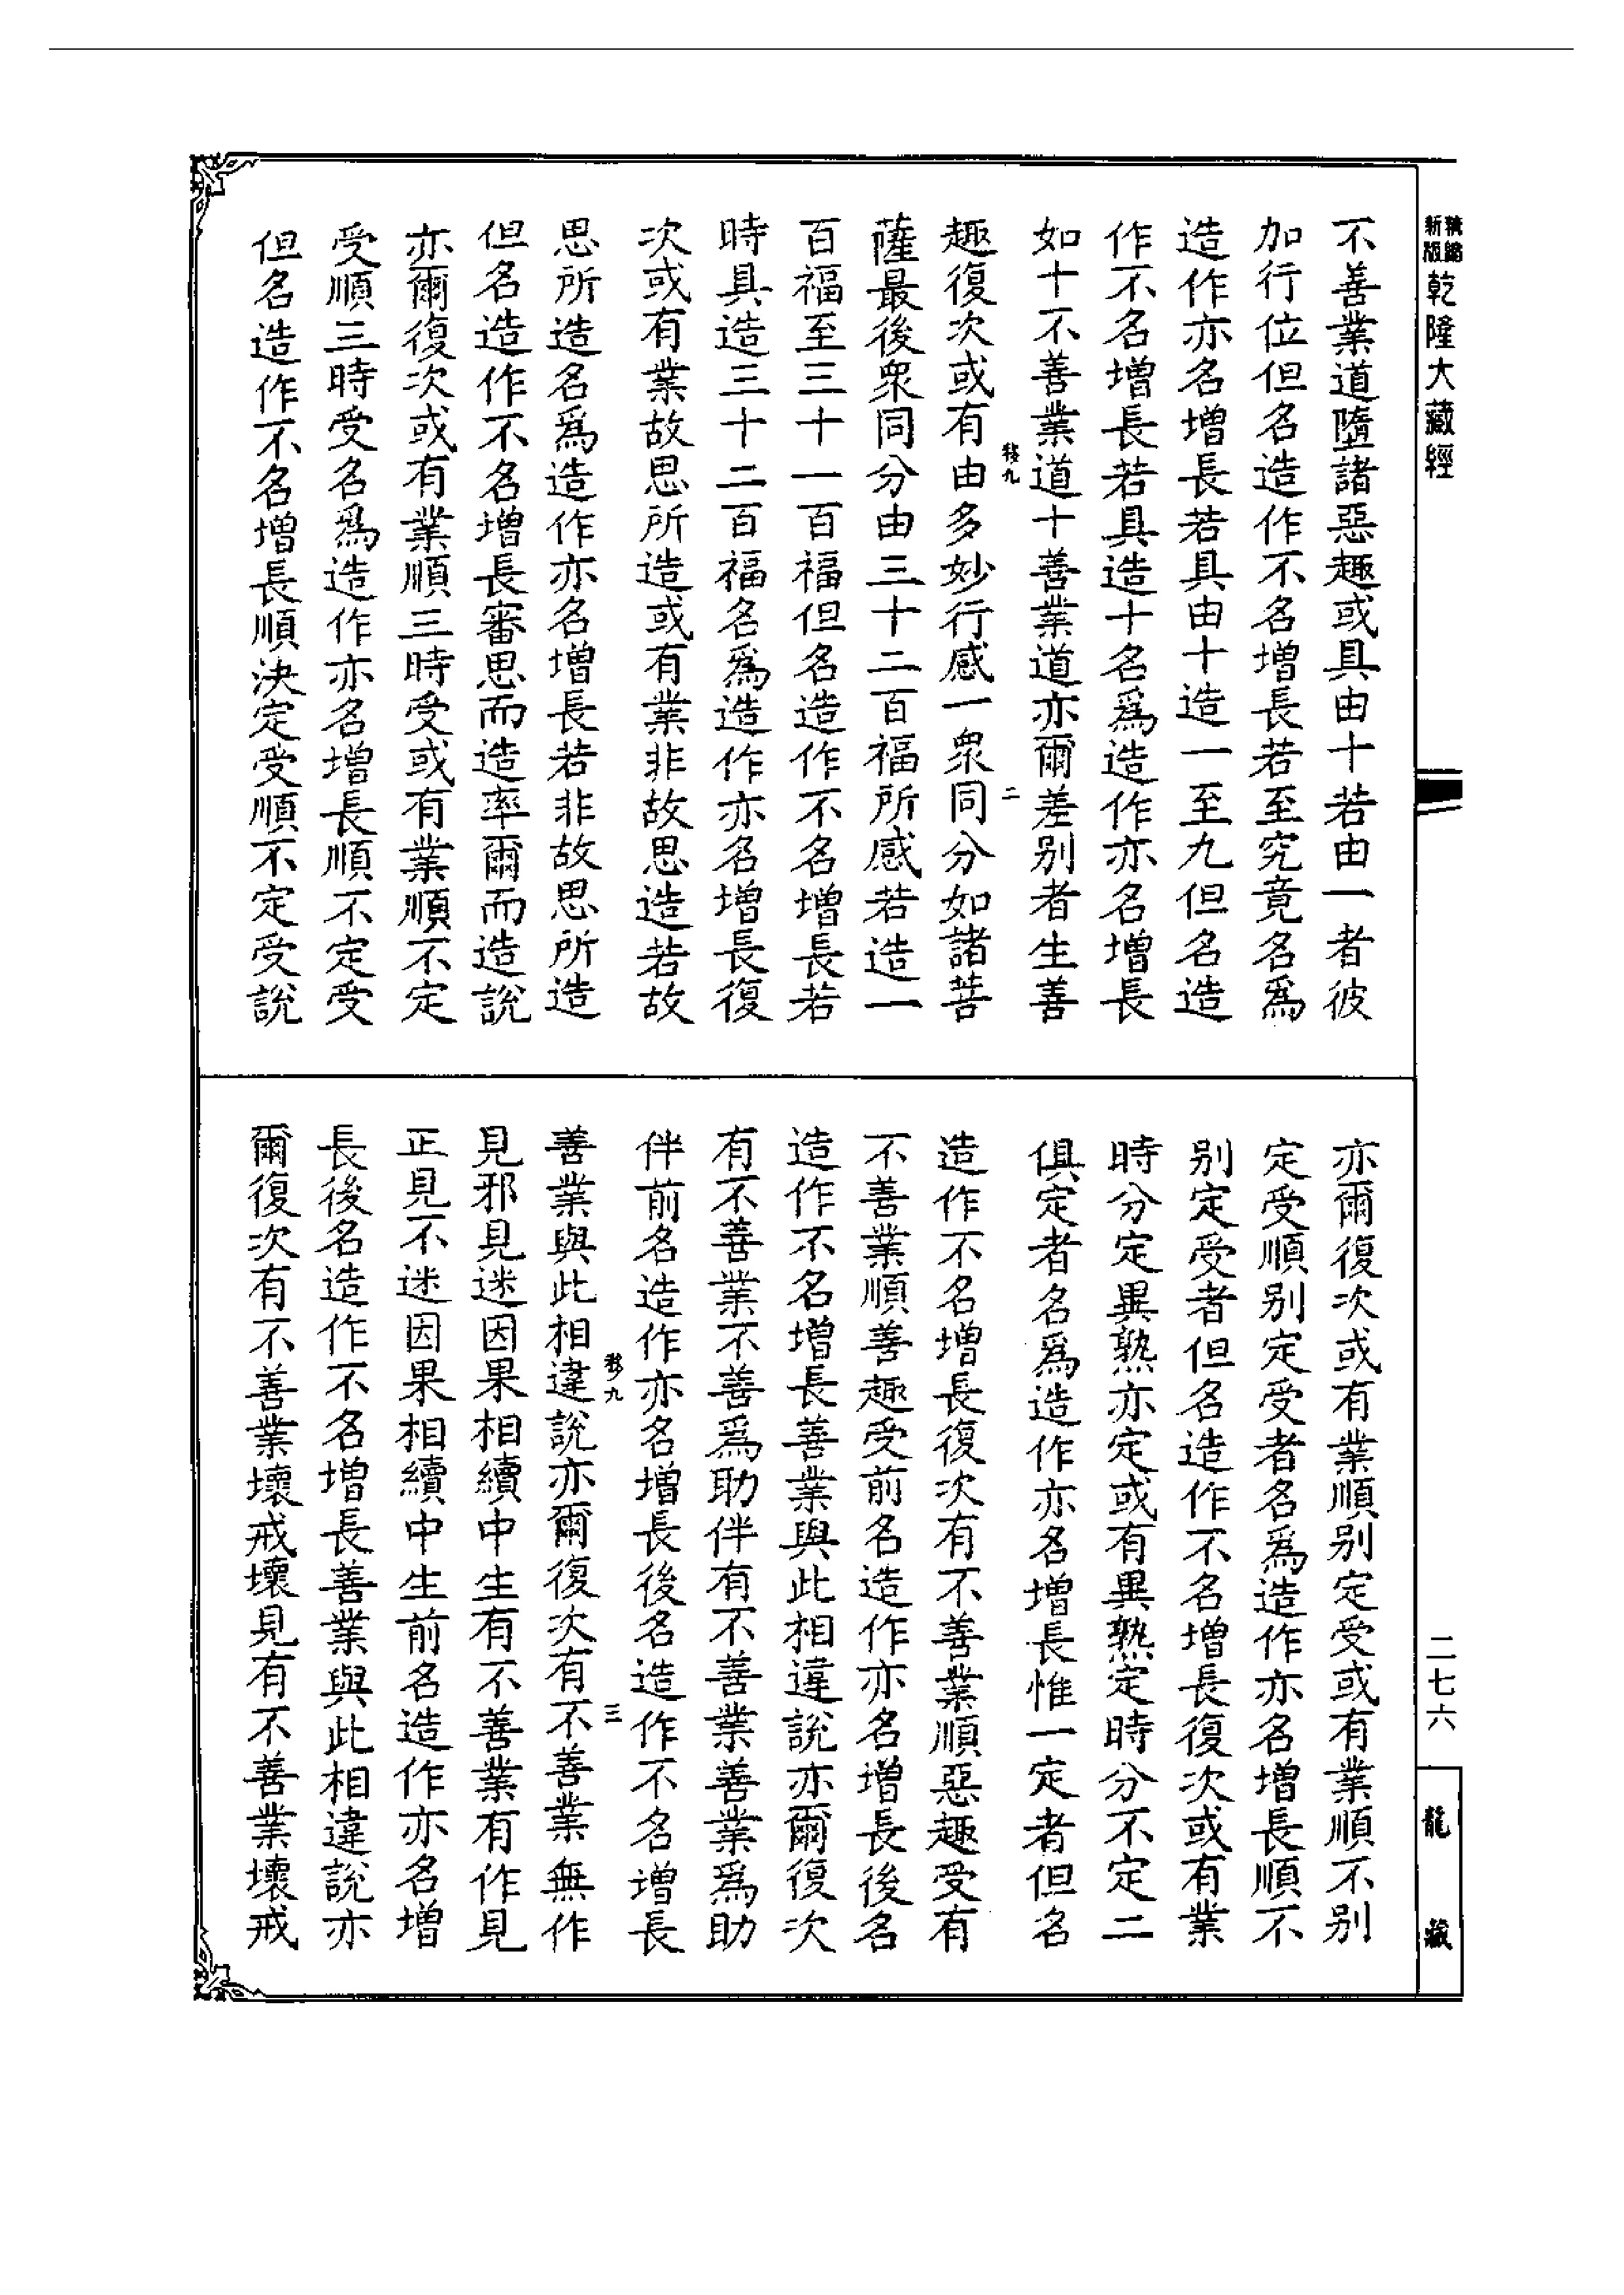 新編
新版
乾隆大藏經
不善業道墮諸惡趣或具由十若由一者彼
加行位但名造作不名增長若至究竟名爲
造作亦名增長若具由十造一至九但名造
作不名增長若具造十名爲造作亦名增長
如十不善業道十善業道亦爾差别者生善
趣復次或有由多妙行感一衆同分如諸菩
薩最後衆同分由三十二百福所感若造一
百福至三十一百福但名造作不名增長若
時具造三十二百福名爲造作亦名增長復
次或有業故思所造或有業非故思造若故
思所造名爲造作亦名增長若非故思所造
但名造作不名增長審思而造率爾而造說
亦爾復次或有業順三時受或有業順不定
受順三時受名爲造作亦名增長順不定受
但名造作不名增長順決定受順不定受說
亦爾復次或有業順别定受或有業順不别
定受順别定受者名爲造作亦名增長順不
别定受者但名造作不名增長復次或有業
時分定異熟亦定或有異熟定時分不定二
俱定者名爲造作亦名增長惟一定者但名
造作不名增長復次有不善業順惡趣受有
不善業順善趣受前名造作亦名增長後名
造作不名增長善業與此相違說亦爾復次
有不善業不善爲助伴有不善業善業爲助
伴前名造作亦名增長後名造作不名增長
善業與此相違說亦爾復次有不善業無作
見邪見迷因果相續中生有不善業有作見
正見不迷因果相續中生前名造作亦名增
長後名造作不名增長善業與此相違說亦
爾復次有不善業壞戒壞見有不善業壞戒
二
三
二七六
龍藏